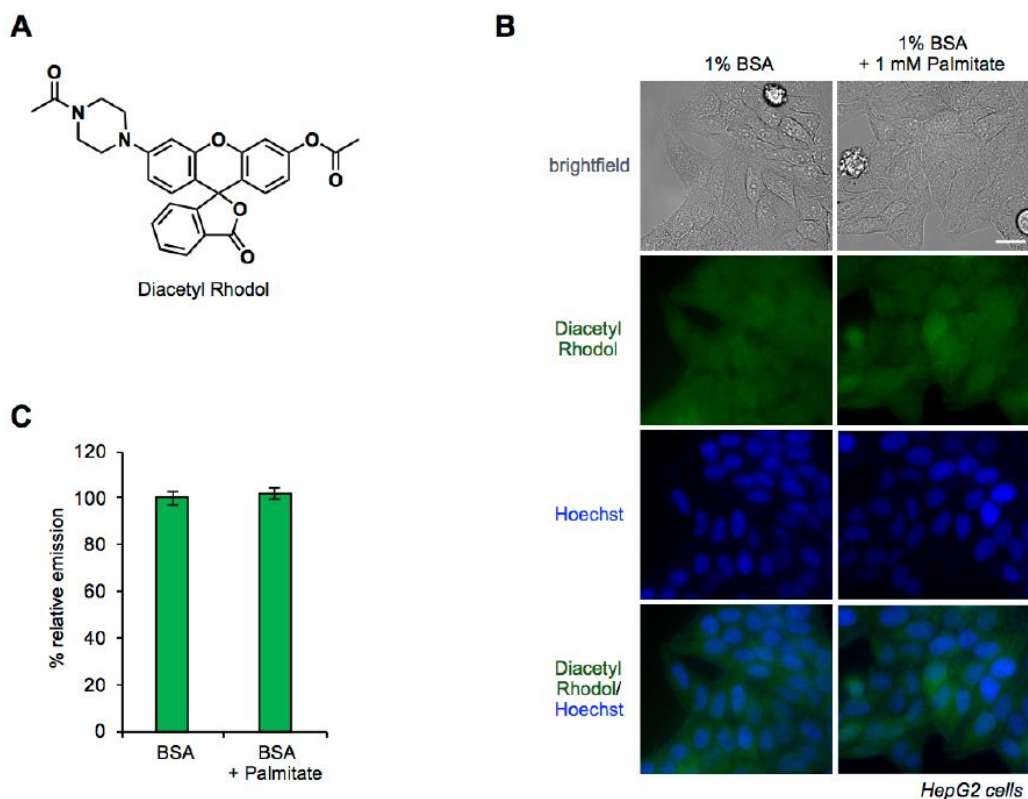 A
O
N
N
O
O
O
O
O
Diacetyl Rhodol
B
1% BSA
1% BSA
+ 1 mM Palmitate
brightfield
Diacetyl
Rhodol
Hoechst
Diacetyl
Rhodol/
Hoechst
HepG2 cells
C
% relative emission
120
100
80
60
40
20
0
BSA
BSA
+ Palmitate